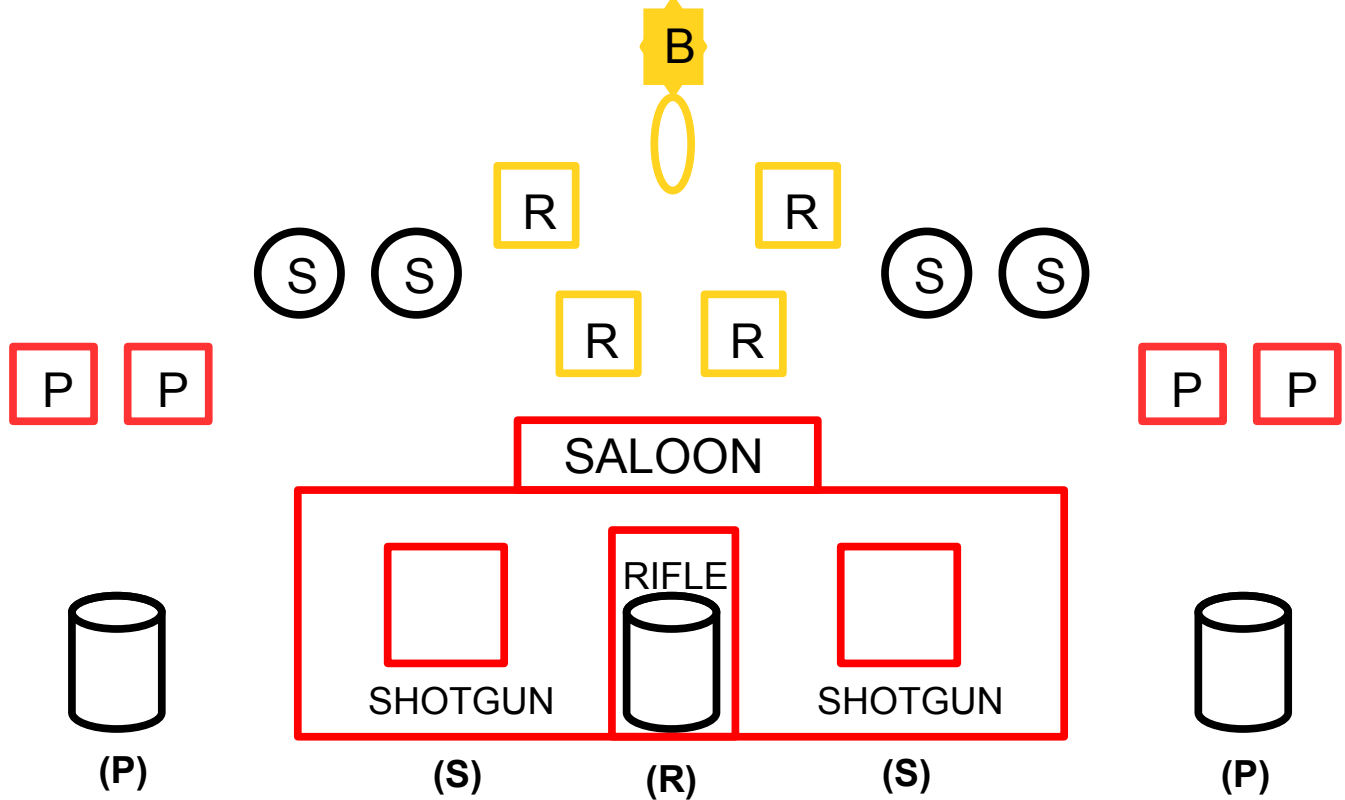 B
R R
S S S S
R R
P P P P
SALOON
RIFLE
SHOTGUN SHOTGUN
(P) (S) (R) (S) (P)